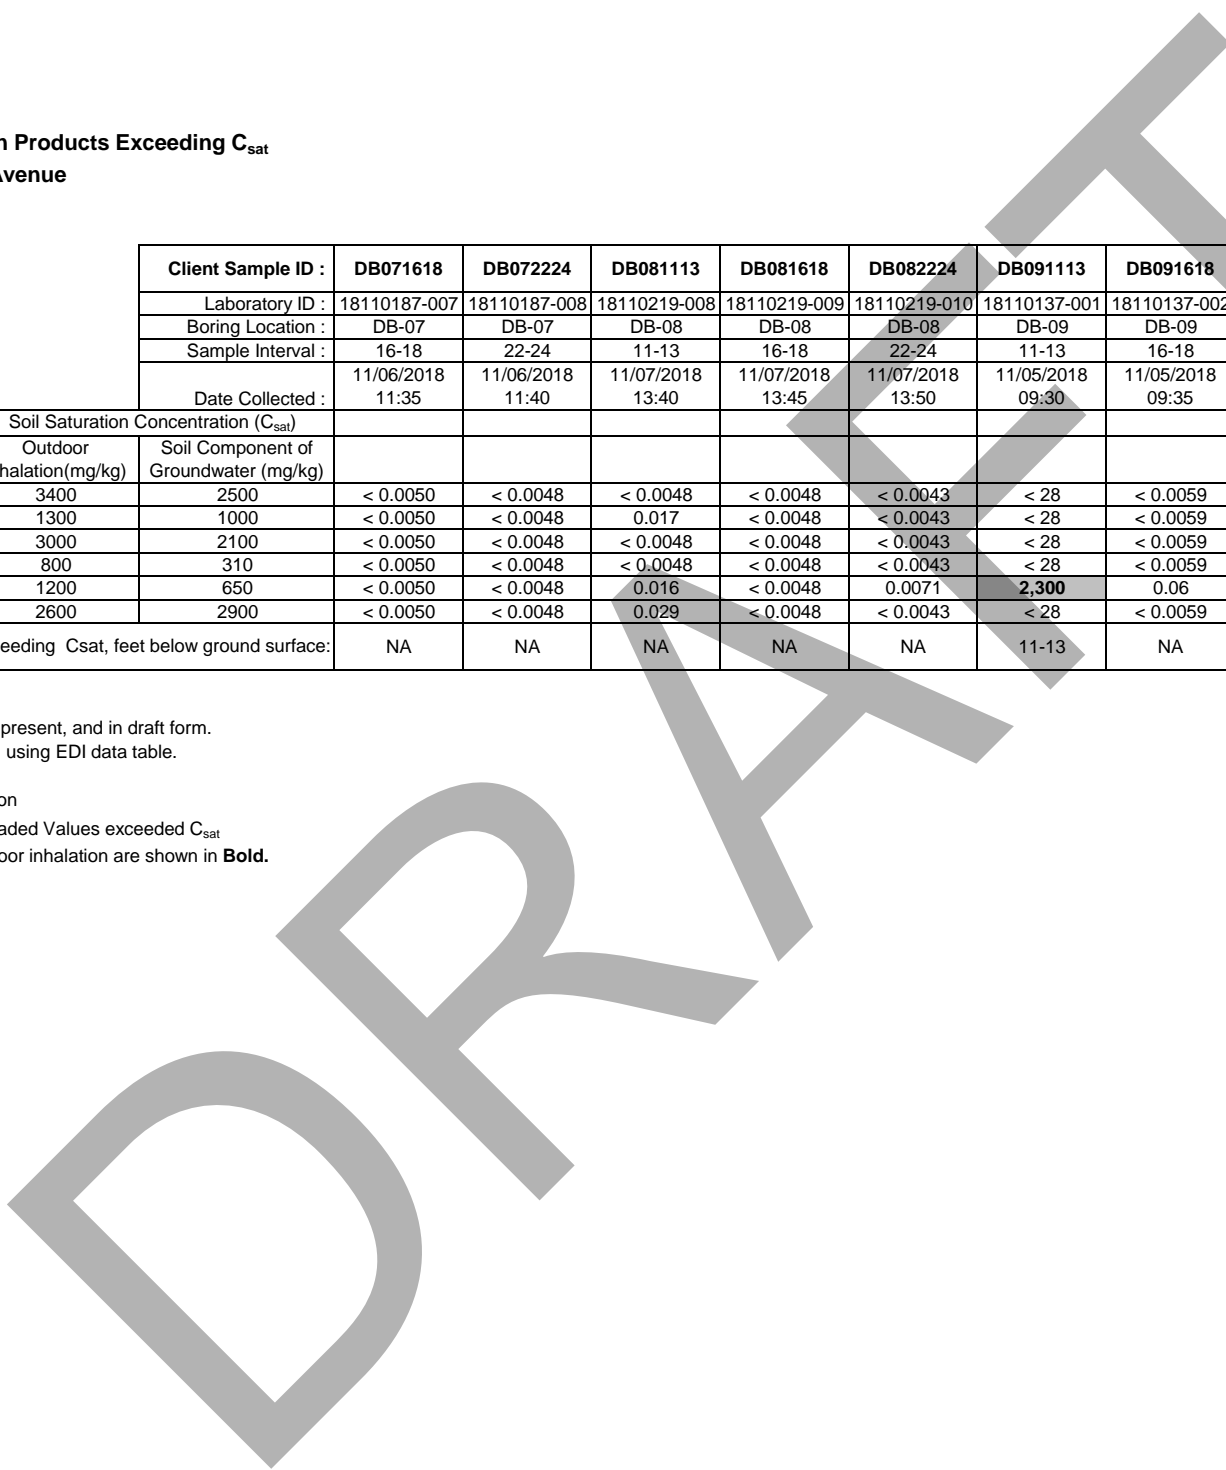 Products Exceeding Csat
Avenue
Client Sample ID : DB071618 DB072224 DB081113 DB081618 DB082224 DB091113 DB091618
Laboratory ID : 18110187-007 18110187-008 18110219-008 18110219-009 18110219-010 18110137-001 18110137-002
Boring Location : DB-07 DB-07 DB-08 DB-08 DB-08 DB-09 DB-09
Sample Interval : 16-18 22-24 11-13 16-18 22-24 11-13 16-18
11/06/2018 11/06/2018 11/07/2018 11/07/2018 11/07/2018 11/05/2018 11/05/2018
Date Collected : 11:35 11:40 13:40 13:45 13:50 09:30 09:35
Soil Saturation Concentration (Csat)
Outdoor Soil Component of
halation(mg/kg) Groundwater (mg/kg)
3400 2500 < 0.0050 < 0.0048 < 0.0048 < 0.0048 < 0.0043 < 28 < 0.0059
1300 1000 < 0.0050 < 0.0048 0.017 < 0.0048 < 0.0043 < 28 < 0.0059
3000 2100 < 0.0050 < 0.0048 < 0.0048 < 0.0048 < 0.0043 < 28 < 0.0059
800 310 < 0.0050 < 0.0048 < 0.0048 < 0.0048 < 0.0043 < 28 < 0.0059
1200 650 < 0.0050 < 0.0048 0.016 < 0.0048 0.0071 2,300 0.06
2600 2900 < 0.0050 < 0.0048 0.029 < 0.0048 < 0.0043 < 28 < 0.0059
eeding Csat, feet below ground surface: NA NA NA NA NA 11-13 NA
present, and in draft form.
using EDI data table.
on
aded Values exceeded Csat
oor inhalation are shown in Bold.
DRAFT